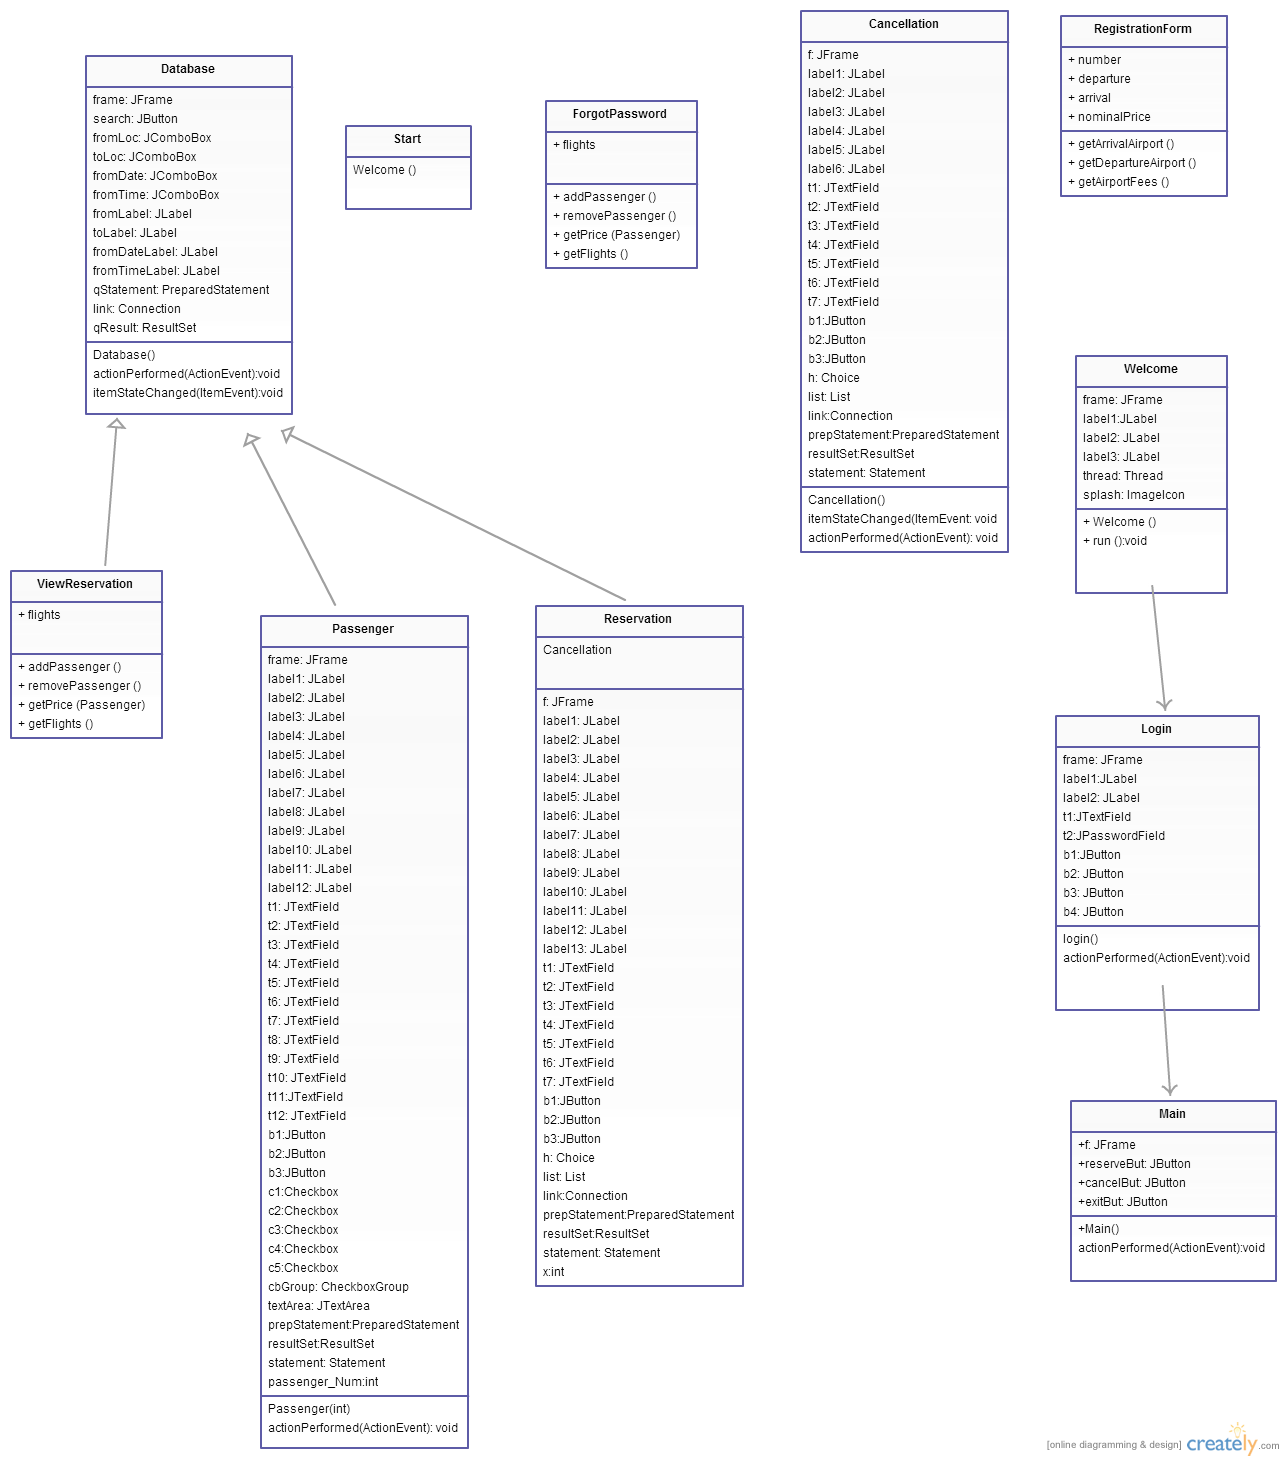 Database
frame: JFrame
search: JButton
fromLoc: JComboBox
toLoc: JComboBox
fromDate: JComboBox
fromTime: JComboBox
fromLabel: JLabel
toLabel: JLabel
fromDateLabel: JLabel
fromTimeLabel: JLabel
qStatement: PreparedStatement
link: Connection
qResult: ResultSet
Database()
actionPerformed(ActionEvent):void
itemStateChanged(ItemEvent):void
Start
Welcome ()
ForgotPassword
+ flights
+ addPassenger ()
+ removePassenger ()
+ getPrice (Passenger)
+ getFlights ()
Cancellation
f: JFrame
label1: JLabel
label2: JLabel
label3: JLabel
label4: JLabel
label5: JLabel
label6: JLabel
t1: JTextField
t2: JTextField
t3: JTextField
t4: JTextField
t5: JTextField
t6: JTextField
t7: JTextField
b1:JButton
b2:JButton
b3:JButton
h: Choice
list: List
link:Connection
prepStatement:PreparedStatement
resultSet:ResultSet
statement: Statement
Cancellation()
itemStateChanged(ItemEvent: void
actionPerformed(ActionEvent): void
RegistrationForm
+ number
+ departure
+ arrival
+ nominalPrice
+ getArrivalAirport ()
+ getDepartureAirport ()
+ getAirportFees ()
Welcome
frame: JFrame
label1:JLabel
label2: JLabel
label3: JLabel
thread: Thread
splash: ImageIcon
+ Welcome ()
+ run ():void
ViewReservation
+ flights
+ addPassenger ()
+ removePassenger ()
+ getPrice (Passenger)
+ getFlights ()
Passenger
frame: JFrame
label1: JLabel
label2: JLabel
label3: JLabel
label4: JLabel
label5: JLabel
label6: JLabel
label7: JLabel
label8: JLabel
label9: JLabel
label10: JLabel
label11: JLabel
label12: JLabel
t1: JTextField
t2: JTextField
t3: JTextField
t4: JTextField
t5: JTextField
t6: JTextField
t7: JTextField
t8: JTextField
t9: JTextField
t10: JTextField
t11:JTextField
t12: JTextField
b1:JButton
b2:JButton
b3:JButton
c1:Checkbox
c2:Checkbox
c3:Checkbox
c4:Checkbox
c5:Checkbox
cbGroup: CheckboxGroup
textArea: JTextArea
prepStatement:PreparedStatement
resultSet:ResultSet
statement: Statement
passenger_Num:int
Passenger(int)
actionPerformed(ActionEvent): void
Reservation
Cancellation
f: JFrame
label1: JLabel
label2: JLabel
label3: JLabel
label4: JLabel
label5: JLabel
label6: JLabel
label7: JLabel
label8: JLabel
label9: JLabel
label10: JLabel
label11: JLabel
label12: JLabel
label13: JLabel
t1: JTextField
t2: JTextField
t3: JTextField
t4: JTextField
t5: JTextField
t6: JTextField
t7: JTextField
b1:JButton
b2:JButton
b3:JButton
h: Choice
list: List
link:Connection
prepStatement:PreparedStatement
resultSet:ResultSet
statement: Statement
x:int
Login
frame: JFrame
label1:JLabel
label2: JLabel
t1:JTextField
t2:JPasswordField
b1:JButton
b2: JButton
b3: JButton
b4: JButton
login()
actionPerformed(ActionEvent):void
Main
+f: JFrame
+reserveBut: JButton
+cancelBut: JButton
+exitBut: JButton
+Main()
actionPerformed(ActionEvent):void
[online diagramming & design] creately.com